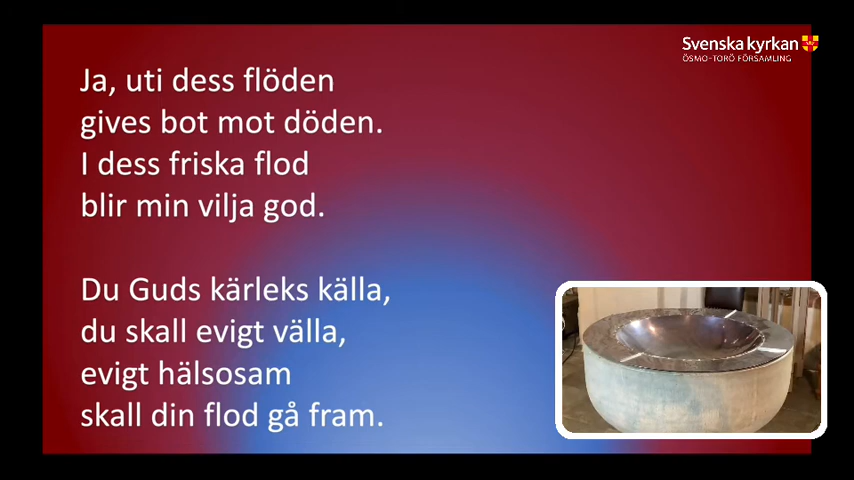 Svenska kyrkan
ÖSMO-TORÖ FÖRSAMLING
Ja, uti dess flöden
gives bot mot döden.
I dess friska flod
blir min vilja god.
Du Guds kärleks källa,
du skall evigt välla,
evigt hälsosam
skall din flod gå fram.